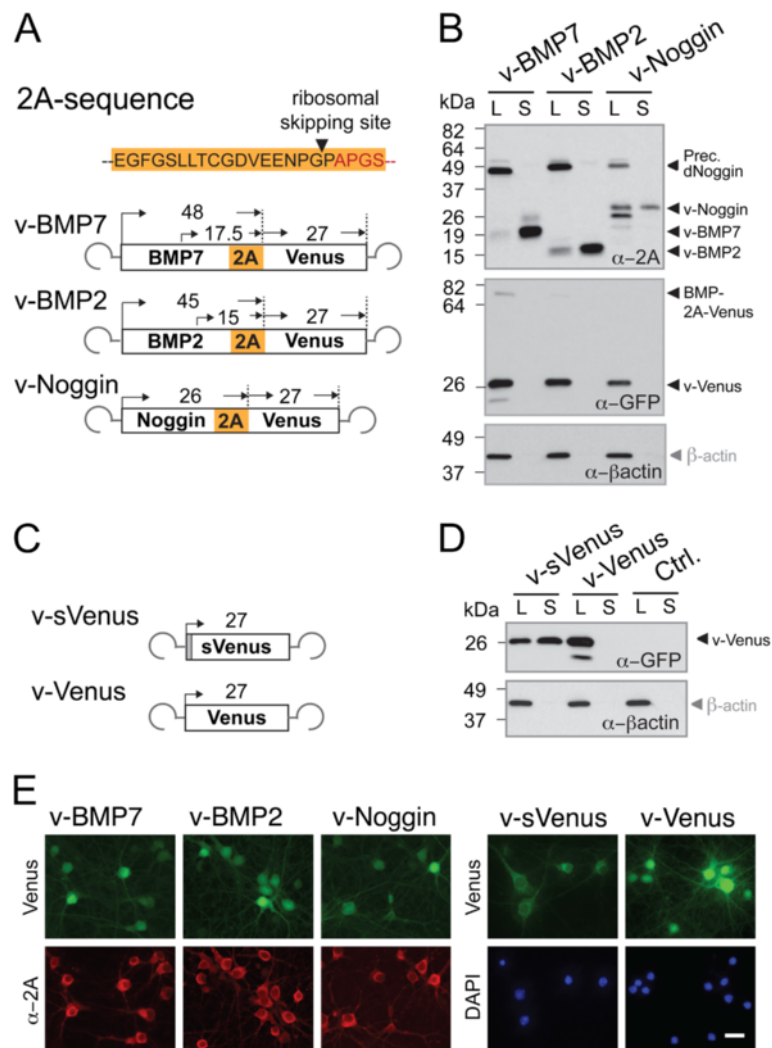 A
2A-sequence
ribosomal
skipping site
--EGFGSLLTCGDVEENPGPAPGS--
v-BMP7
48
17.5
27
BMP7
2A
Venus
v-BMP2
45
15
27
BMP2
2A
Venus
v-Noggin
26
27
Noggin
2A
Venus
B
v-BMP7
v-BMP2
v-Noggin
kDa
L S L S L S
82
64
49
37
26
19
15
Prec.
dNoggin
v-Noggin
v-BMP7
v-BMP2
α-2A
82
64
26
BMP-
2A-Venus
v-Venus
α-GFP
49
37
β-actin
α-βactin
C
v-sVenus
27
sVenus
v-Venus
27
Venus
D
v-sVenus
v-Venus
Ctrl.
kDa
L S L S L S
26
v-Venus
α-GFP
49
37
β-actin
α-βactin
E
v-BMP7 v-BMP2 v-Noggin v-sVenus v-Venus
Venus
Venus
α-2A
DAPI